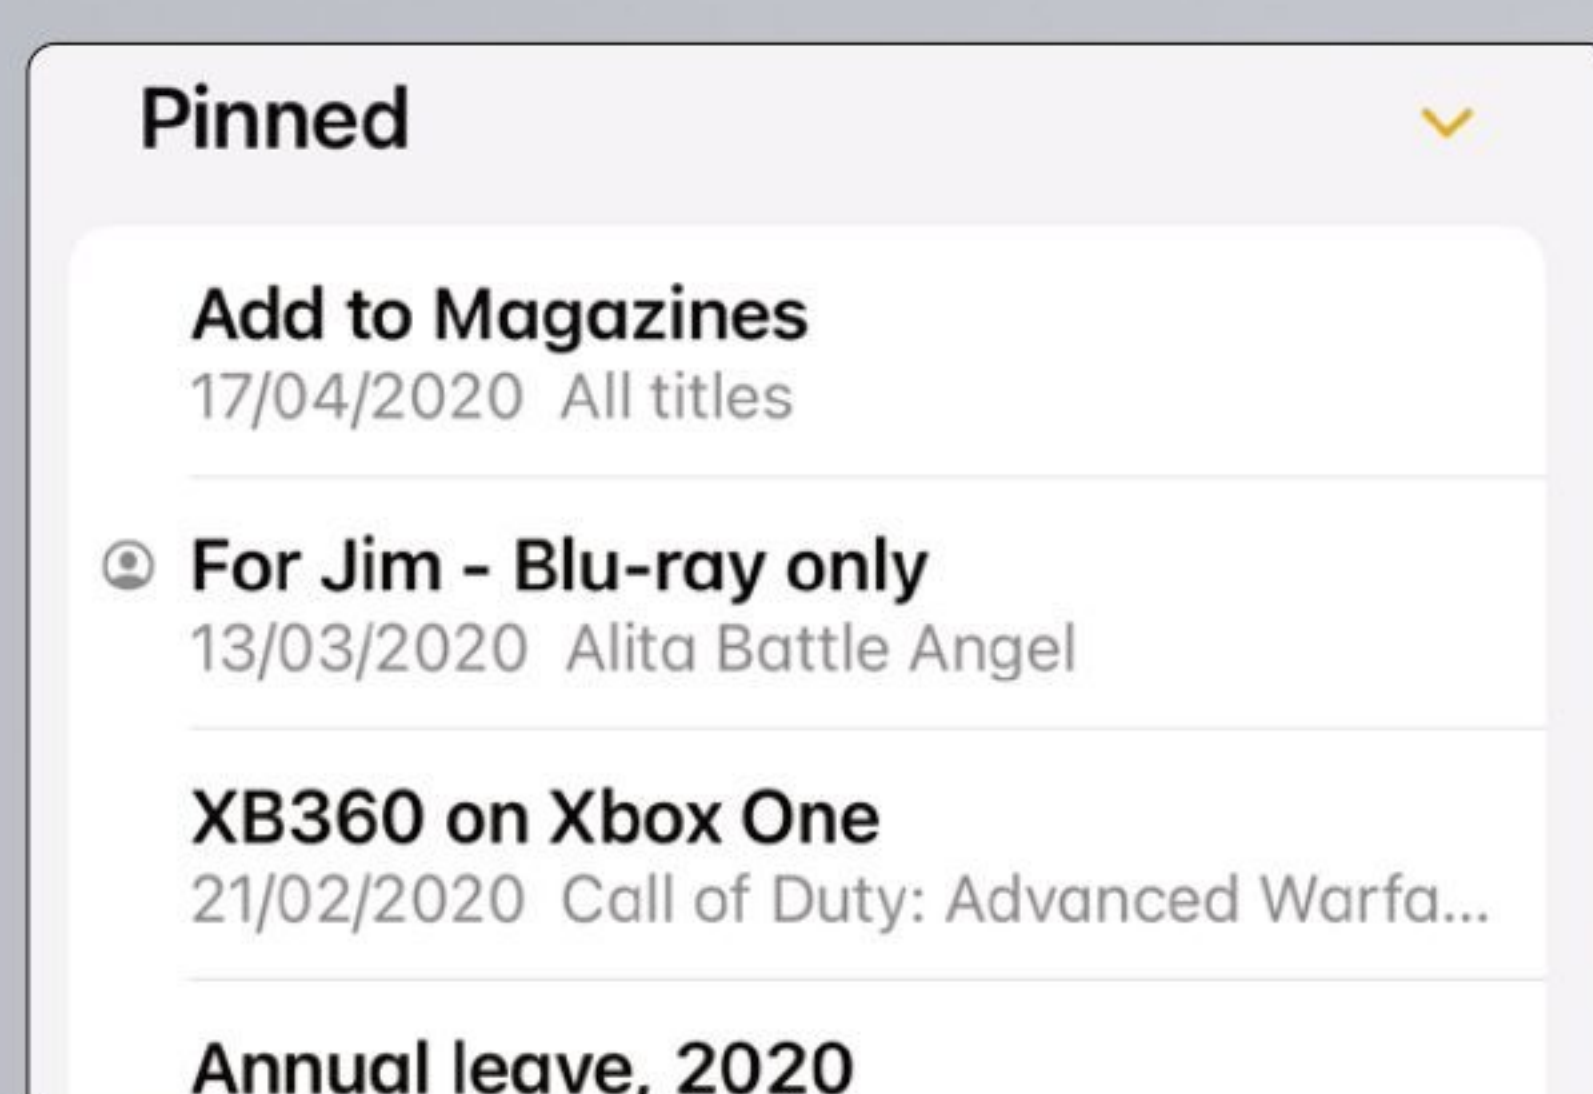 Pinned
Add to Magazines
17/04/2020 All titles
For Jim - Blu-ray only
13/03/2020 Alita Battle Angel
XB360 on Xbox One
21/02/2020 Call of Duty: Advanced Warfa...
Annual leave, 2020